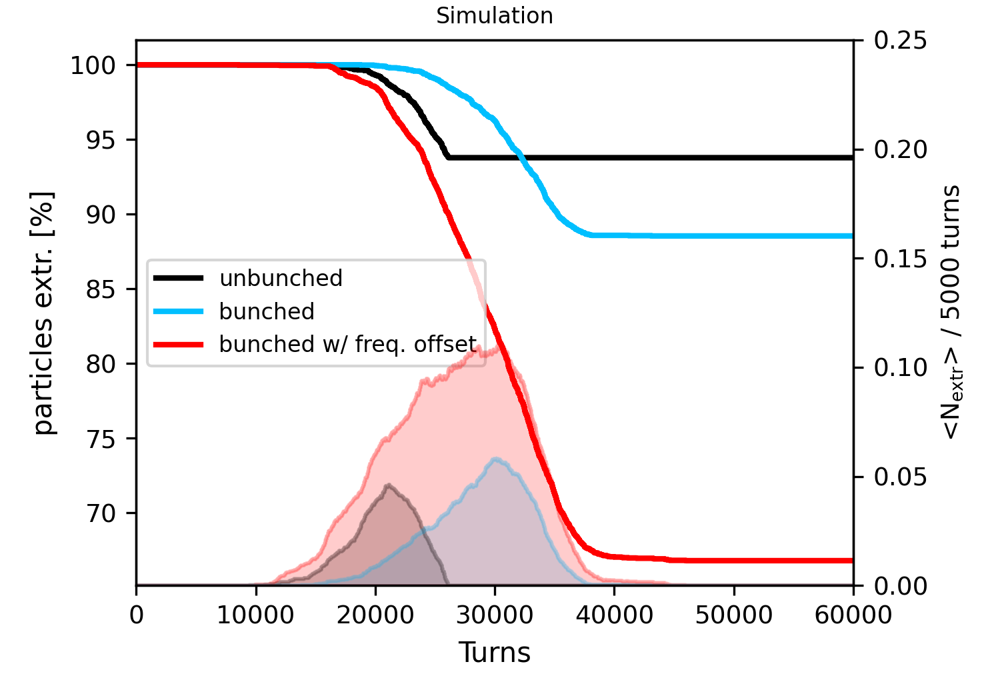 Simulation
100
95
90
85
80
75
70
particles extr. [%]
unbunched
bunched
bunched w/ freq. offset
0.25
0.20
0.15
0.10
0.05
0.00
<N_extr> / 5000 turns
0 10000 20000 30000 40000 50000 60000
Turns